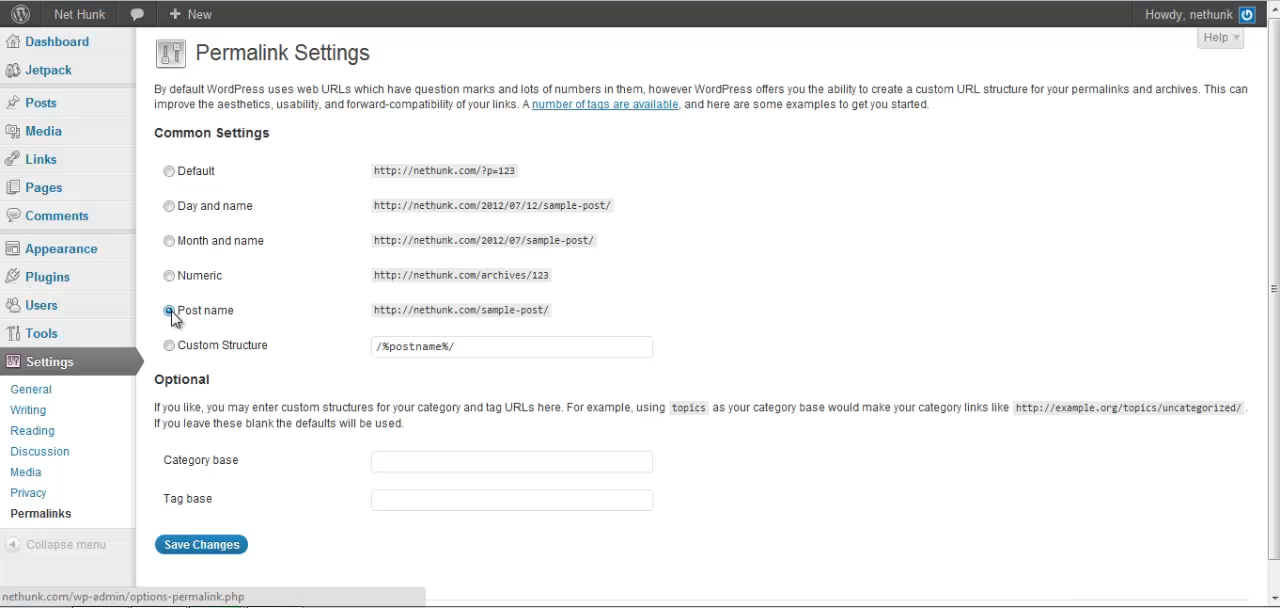 Net Hunk
New
Howdy, nethunk
Help
Dashboard
Jetpack
Posts
Media
Links
Pages
Comments
Appearance
Plugins
Users
Tools
Settings
General
Writing
Reading
Discussion
Media
Privacy
Permalinks
Collapse menu
Permalink Settings
By default WordPress uses web URLs which have question marks and lots of numbers in them, however WordPress offers you the ability to create a custom URL structure for your permalinks and archives. This can
improve the aesthetics, usability, and forward-compatibility of your links. A number of tags are available, and here are some examples to get you started.
Common Settings
Default http://nethunk.com/?p=123
Day and name http://nethunk.com/2012/07/12/sample-post/
Month and name http://nethunk.com/2012/07/sample-post/
Numeric http://nethunk.com/archives/123
Post name http://nethunk.com/sample-post/
Custom Structure /%postname%/
Optional
If you like, you may enter custom structures for your category and tag URLs here. For example, using topics as your category base would make your category links like http://example.org/topics/uncategorized/ .
If you leave these blank the defaults will be used.
Category base
Tag base
Save Changes
nethunk.com/wp-admin/options-permalink.php